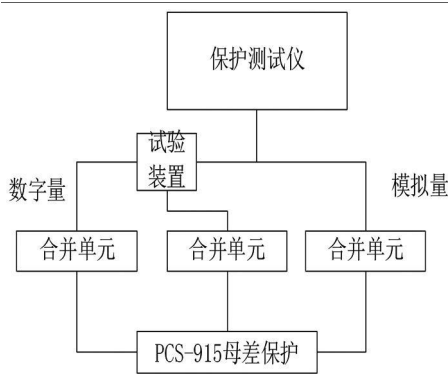 保护测试仪
试验
装置
数字量
模拟量
合并单元
合并单元
合并单元
PCS-915母差保护